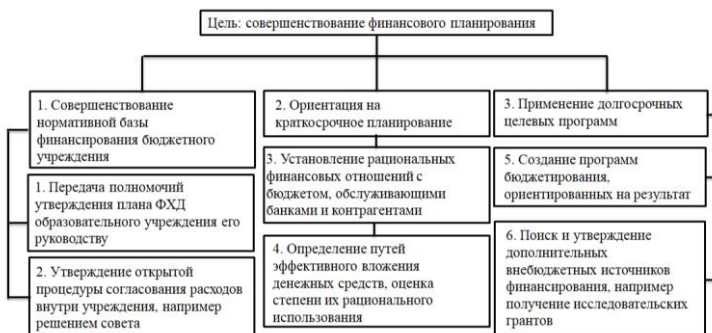 Цель: совершенствование финансового планирования
1. Совершенствование
нормативной базы
финансирования бюджетного
учреждения
2. Ориентация на
краткосрочное планирование
3. Применение долгосрочных
целевых программ
1. Передача полномочий
утверждения плана ФХД
образовательного учреждения его
руководству
3. Установление рациональных
финансовых отношений с
бюджетом, обслуживающими
банками и контрагентами
5. Создание программ
бюджетирования,
ориентированных на результат
2. Утверждение открытой
процедуры согласования расходов
внутри учреждения, например
решением совета
4. Определение путей
эффективного вложения
денежных средств, оценка
степени их рационального
использования
6. Поиск и утверждение
дополнительных
внебюджетных источников
финансирования, например
получение исследовательских
грантов